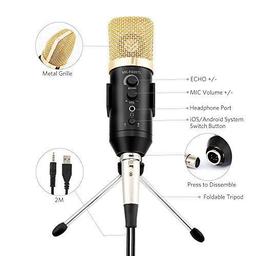 Metal Grille
ECHO +/-
MIC Volume +/-
Headphone Port
iOS/Android System
Switch Button
2M
Press to Dissemble
Foldable Tripod